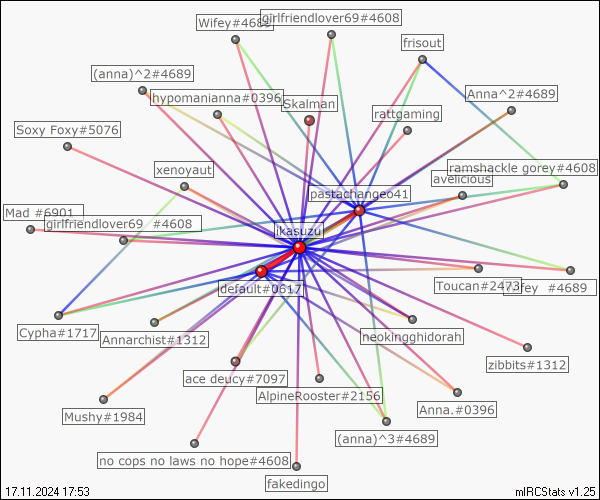 Wifey#4689
girlfriendlover69#4608
frisout
(anna)^2#4689
hypomanianna#0396
Skalman
rattgaming
Anna^2#4689
Soxy Foxy#5076
xenoyaut
ramshackle gorey#4608
avelicious
pastachange041
Mad #6901
girlfriendlover69 #4608
ikasuzu
default#0617
Toucan#2473
#4689
Cypha#1717
Annarchist#1312
neokingghidorah
zibbits#1312
ace deucy#7097
AlpineRooster#2156
Anna.#0396
Mushy#1984
(anna)^3#4689
no cops no laws no hope#4608
fakedingo
17.11.2024 17:53
mIRCStats v1.25